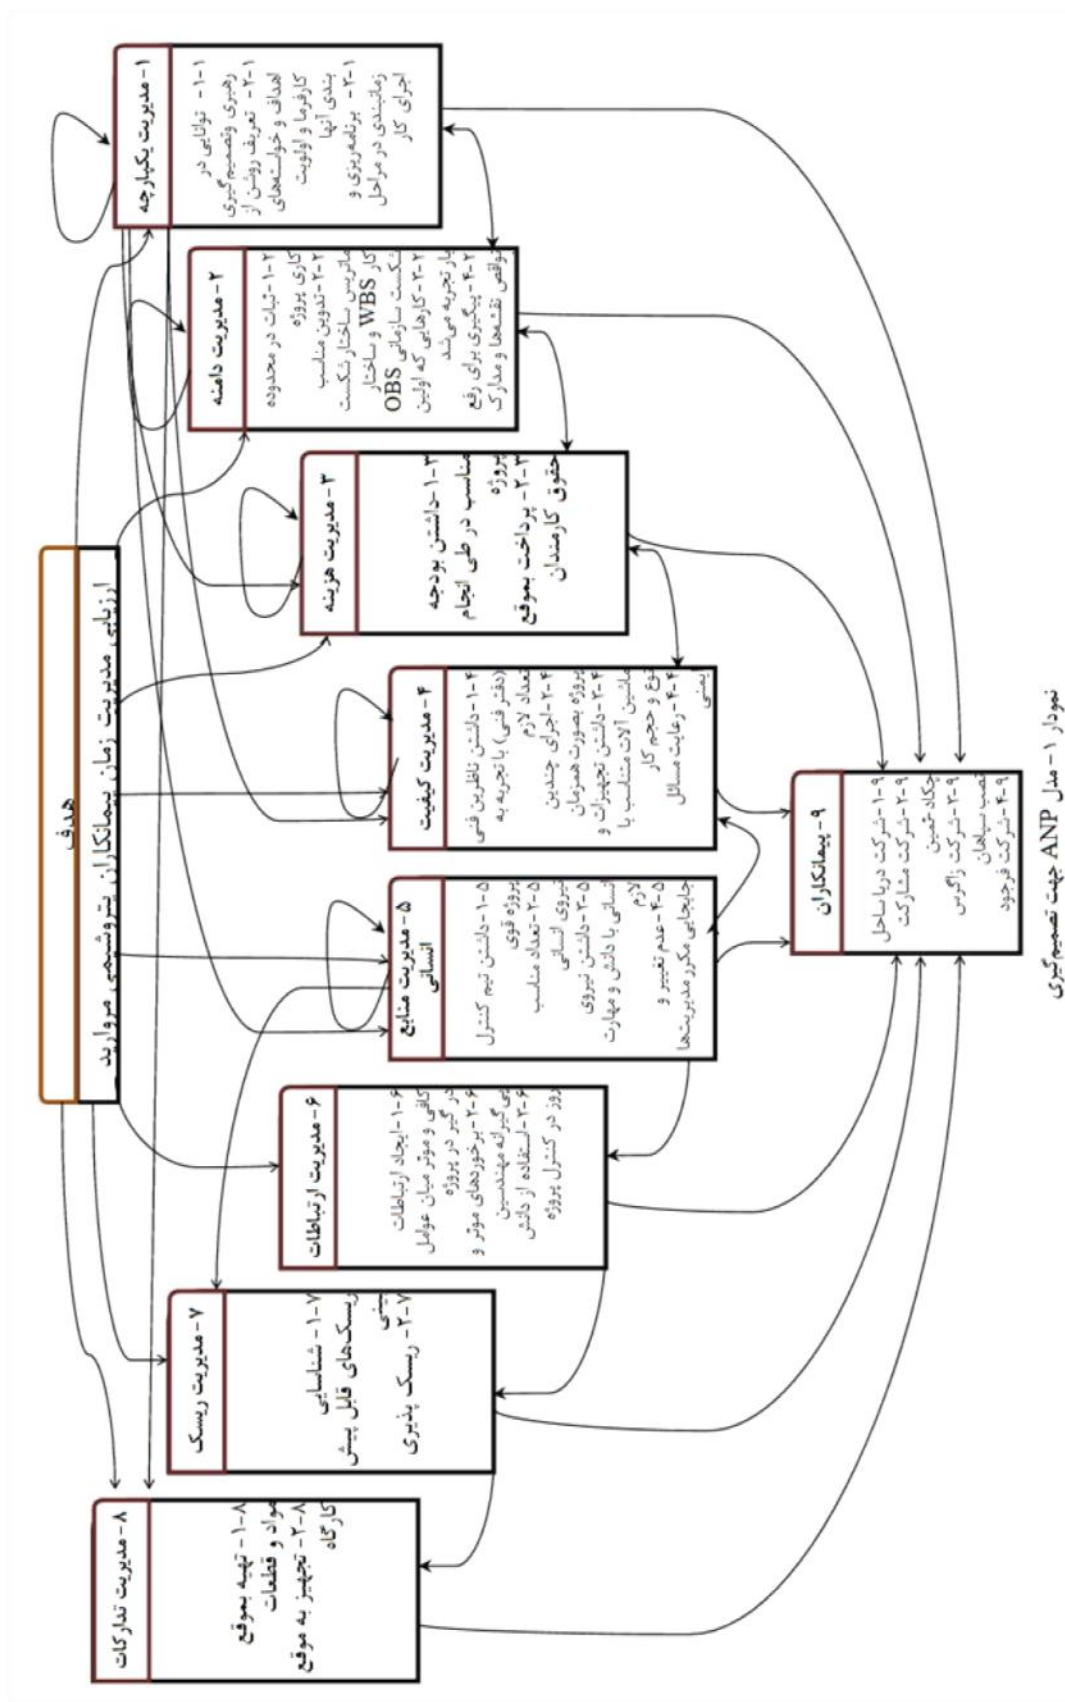 هدف
ارزیابی مدیریت زمان پیمانکاران پتروشیمی مروارید
۱- مدیریت یکپارچه
۱-۱- توانایی در
رهبری وتصمیم گیری
۲-۱- تعریف روشن از
اهداف و خواسته‌های
کارفرما و اولویت
بندی آنها
۳-۱- برنامه‌ریزی و
زمانبندی در مراحل
اجرای کار
۲- مدیریت دامنه
۱-۲-ثبات در محدوده
کاری پروژه
۲-۲-تدوین مناسب
ماتریس ساختار شکست
کار WBS و ساختار
شکست سازمانی OBS
۳-۲-کارهایی که اولین
بار تجربه می‌شد
۴-۲- پیگیری برای رفع
نواقص نقشه‌ها و مدارک
۳- مدیریت هزینه
۱-۳-داشتن بودجه
مناسب در طی انجام
پروژه
۲-۳- پرداخت بموقع
حقوق کارمندان
۴- مدیریت کیفیت
۱-۴-داشتن ناظرین فنی
(دفتر فنی) با تجربه به
تعداد لازم
۲-۴-اجرای چندین
پروژه بصورت همزمان
۳-۴-داشتن تجهیزات و
ماشین آلات متناسب با
نوع و حجم کار
۴-۴-رعایت مسائل
ایمنی
۵- مدیریت منابع
انسانی
۱-۵-داشتن تیم کنترل
پروژه قوی
۲-۵-تعداد مناسب
نیروی انسانی
۳-۵-داشتن نیروی
انسانی با دانش و مهارت
لازم
۴-۵-عدم تغییر و
جابجایی مکرر مدیریت‌ها
۶- مدیریت ارتباطات
۱-۶-ایجاد ارتباطات
کافی و موثر میان عوامل
در گیر در پروژه
۲-۶-برخوردهای موثر و
پی گیرانه مهندسین
۳-۶-استفاده از دانش
روز در کنترل پروژه
۷- مدیریت ریسک
۱-۷- شناسایی
ریسک‌های قابل پیش
بینی
۲-۷- ریسک پذیری
۸- مدیریت تدارکات
۱-۸- تهیه بموقع
مواد و قطعات
۲-۸- تجهیز به موقع
کارگاه
۹- پیمانکاران
۱-۹-شرکت دریا ساحل
۲-۹-شرکت مشارکت
چکاد-ثمین
۳-۹-شرکت زاگرس
نصب سپاهان
۴-۹-شرکت فرجود
نمودار ۱- مدل ANP جهت تصمیم‌گیری